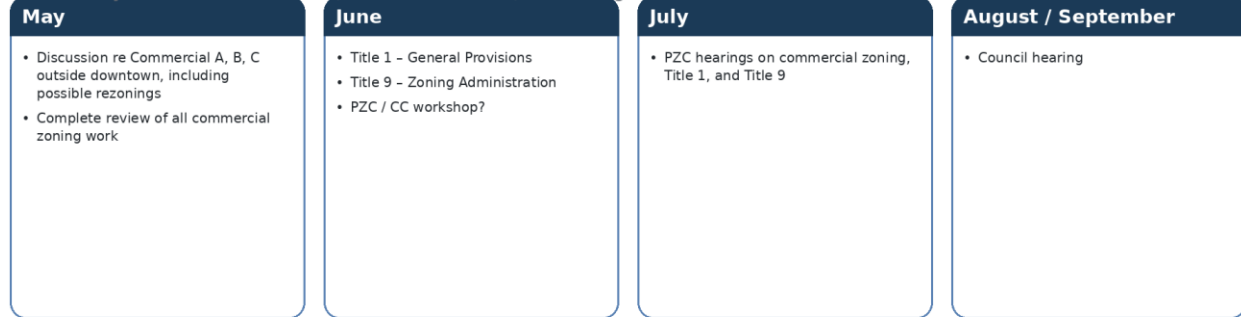 May
• Discussion re Commercial A, B, C
outside downtown, including
possible rezonings
• Complete review of all commercial
zoning work
June
• Title 1 – General Provisions
• Title 9 – Zoning Administration
• PZC / CC workshop?
July
• PZC hearings on commercial zoning,
Title 1, and Title 9
August / September
• Council hearing